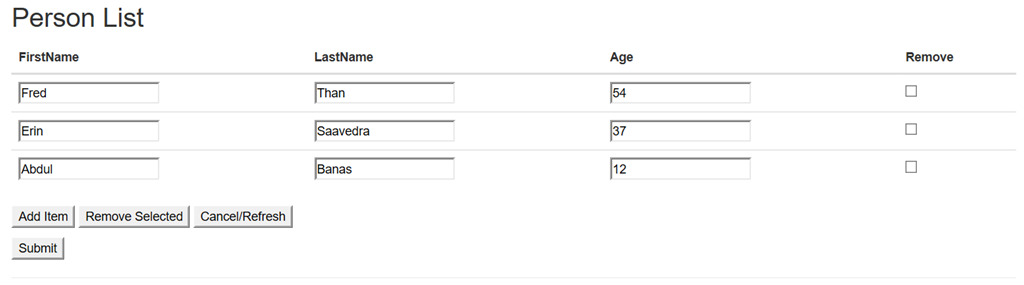 Person List
FirstName LastName Age Remove
Fred Than 54
Erin Saavedra 37
Abdul Banas 12
Add Item Remove Selected Cancel/Refresh
Submit